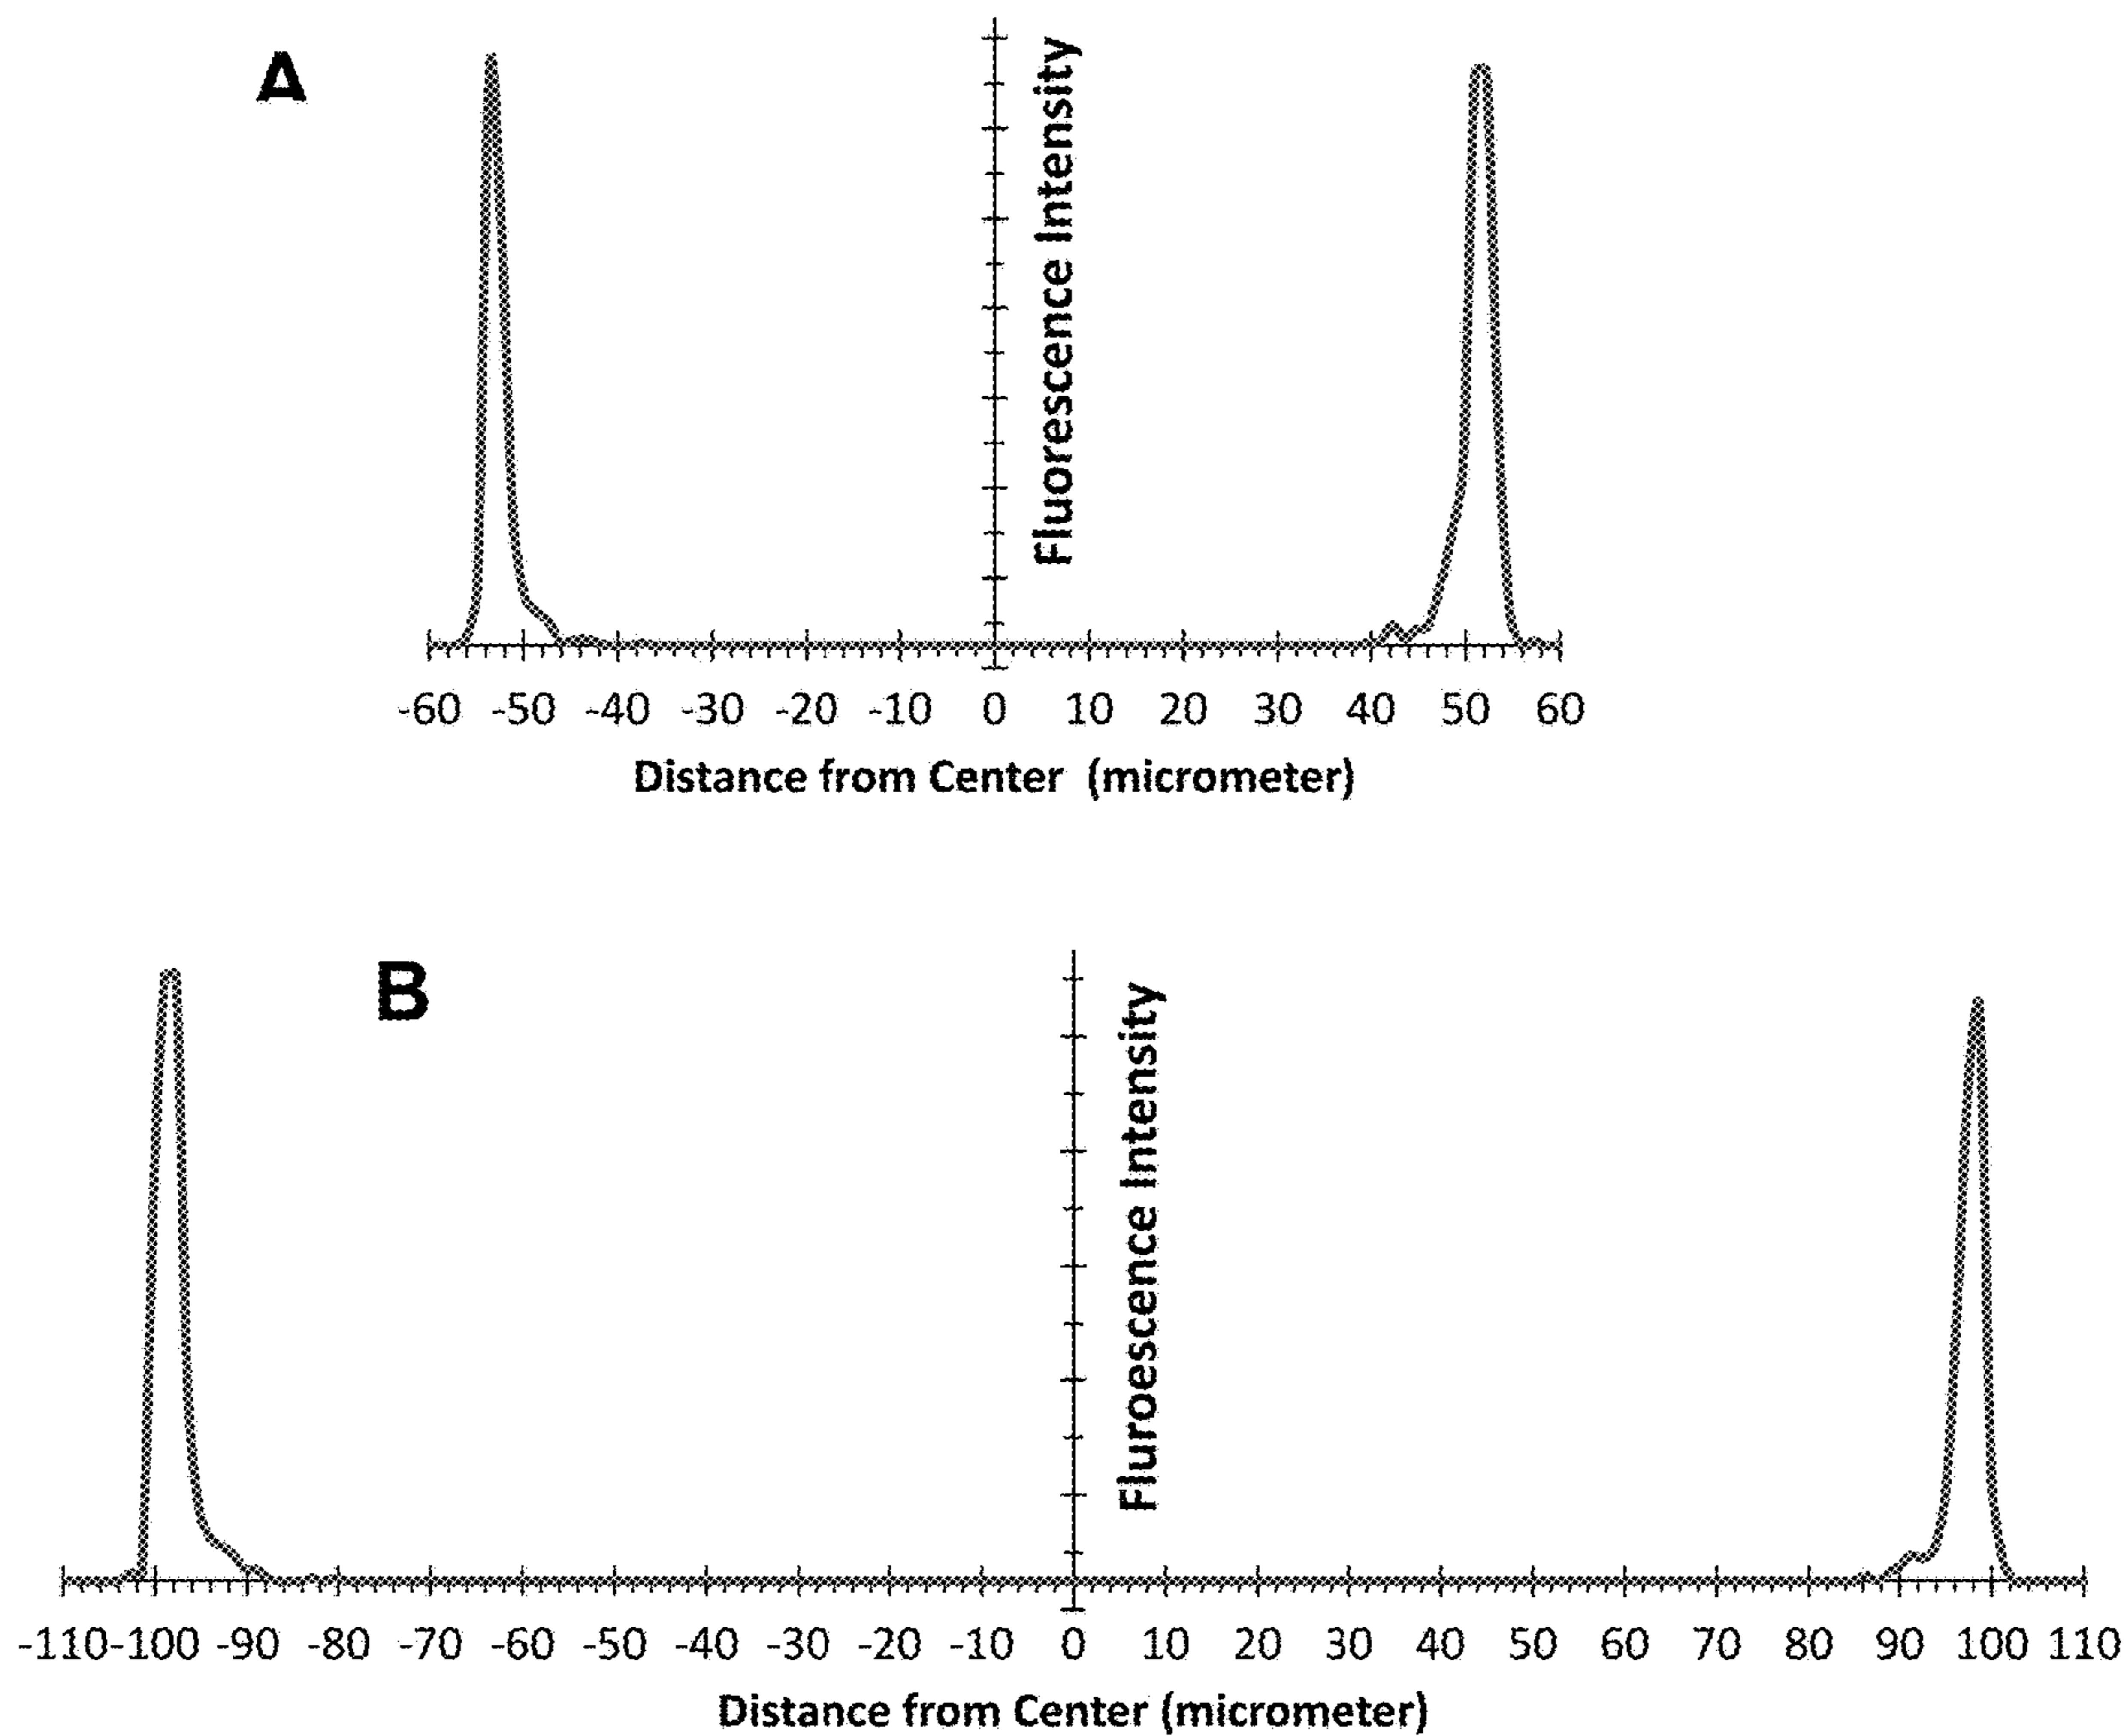 A
Fluorescence Intensity
-60 -50 -40 -30 -20 -10 0 10 20 30 40 50 60
Distance from Center (micrometer)
B
Fluroescence Intensity
-110 -100 -90 -80 -70 -60 -50 -40 -30 -20 -10 0 10 20 30 40 50 60 70 80 90 100 110
Distance from Center (micrometer)